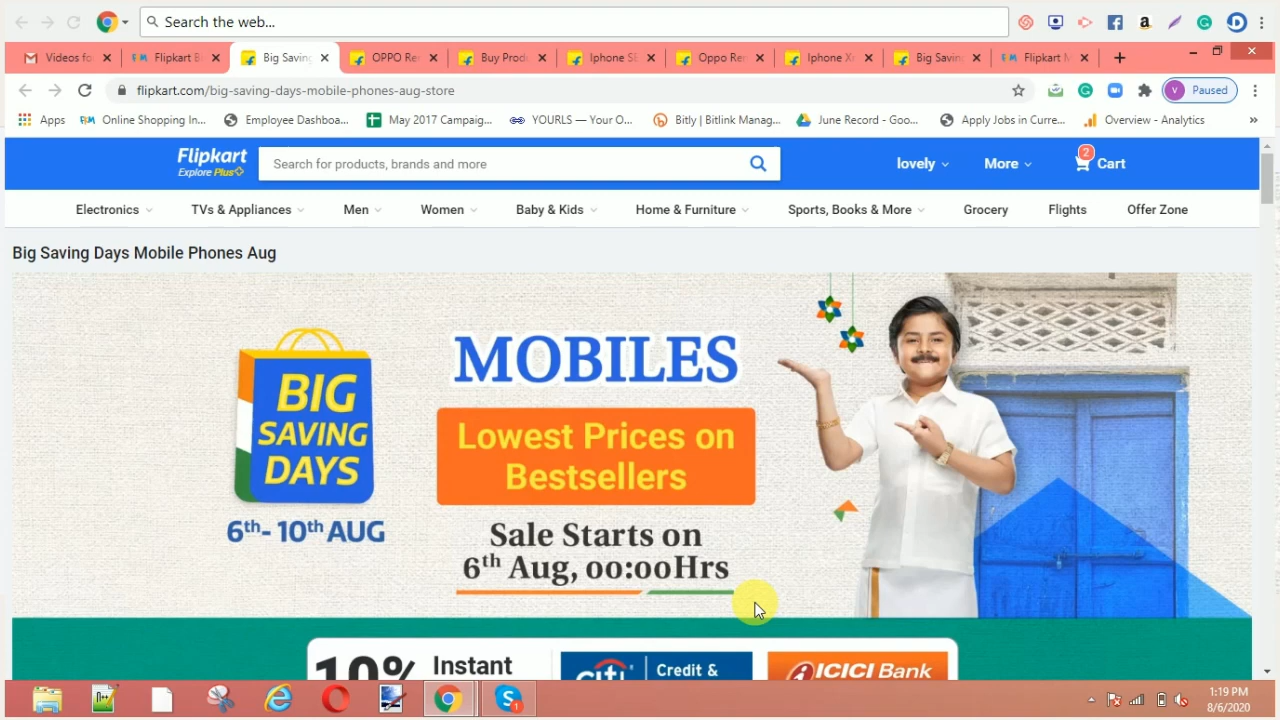 Search the web...
Videos fo
Flipkart B
Big Saving
OPPO Re
Buy Prod
Iphone SE
Oppo Ren
Iphone X
Big Saving
Flipkart M
flipkart.com/big-saving-days-mobile-phones-aug-store
V Paused
Apps
Online Shopping In...
Employee Dashboa...
May 2017 Campaig...
YOURLS — Your O...
Bitly | Bitlink Manag...
June Record - Goo...
Apply Jobs in Curre...
Overview - Analytics
»
Flipkart
Explore Plus
Search for products, brands and more
lovely
More
2
Cart
Electronics
TVs & Appliances
Men
Women
Baby & Kids
Home & Furniture
Sports, Books & More
Grocery
Flights
Offer Zone
Big Saving Days Mobile Phones Aug
BIG
SAVING
DAYS
6th- 10th AUG
MOBILES
Lowest Prices on
Bestsellers
Sale Starts on
6th Aug, 00:00Hrs
10%
Instant
citi
Credit &
ICICI Bank
1:19 PM
8/6/2020